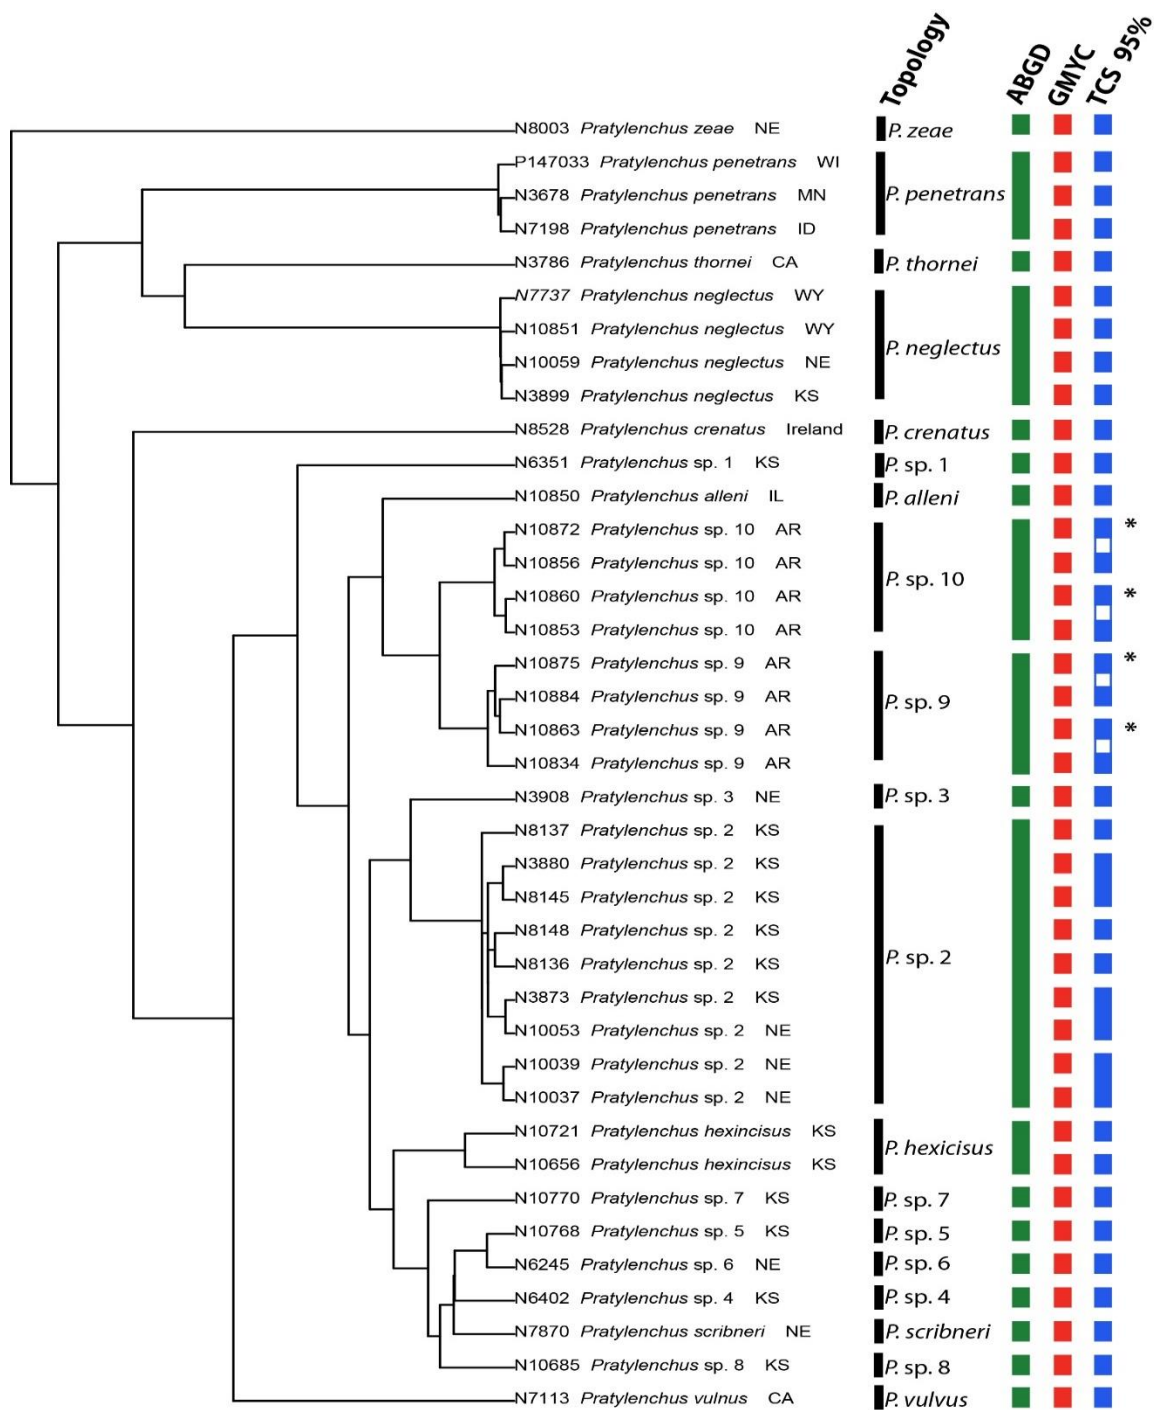 Topology ABGD GMYC TCS 95%
N8003 Pratylenchus zeae NE P. zeae
P147033 Pratylenchus penetrans WI
N3678 Pratylenchus penetrans MN P. penetrans
N7198 Pratylenchus penetrans ID
N3786 Pratylenchus thornei CA P. thornei
N7737 Pratylenchus neglectus WY
N10851 Pratylenchus neglectus WY
P. neglectus
N10059 Pratylenchus neglectus NE
N3899 Pratylenchus neglectus KS
N8528 Pratylenchus crenatus Ireland P. crenatus
N6351 Pratylenchus sp. 1 KS P. sp. 1
N10850 Pratylenchus alleni IL P. alleni
N10872 Pratylenchus sp. 10 AR *
N10856 Pratylenchus sp. 10 AR
P. sp. 10
N10860 Pratylenchus sp. 10 AR *
N10853 Pratylenchus sp. 10 AR
N10875 Pratylenchus sp. 9 AR *
N10884 Pratylenchus sp. 9 AR
P. sp. 9
N10863 Pratylenchus sp. 9 AR *
N10834 Pratylenchus sp. 9 AR
N3908 Pratylenchus sp. 3 NE P. sp. 3
N8137 Pratylenchus sp. 2 KS
N3880 Pratylenchus sp. 2 KS
N8145 Pratylenchus sp. 2 KS
N8148 Pratylenchus sp. 2 KS
P. sp. 2
N8136 Pratylenchus sp. 2 KS
N3873 Pratylenchus sp. 2 KS
N10053 Pratylenchus sp. 2 NE
N10039 Pratylenchus sp. 2 NE
N10037 Pratylenchus sp. 2 NE
N10721 Pratylenchus hexincisus KS
P. hexicisus
N10656 Pratylenchus hexincisus KS
N10770 Pratylenchus sp. 7 KS P. sp. 7
N10768 Pratylenchus sp. 5 KS P. sp. 5
N6245 Pratylenchus sp. 6 NE P. sp. 6
N6402 Pratylenchus sp. 4 KS P. sp. 4
N7870 Pratylenchus scribneri NE P. scribneri
N10685 Pratylenchus sp. 8 KS P. sp. 8
N7113 Pratylenchus vulnus CA P. vulvus